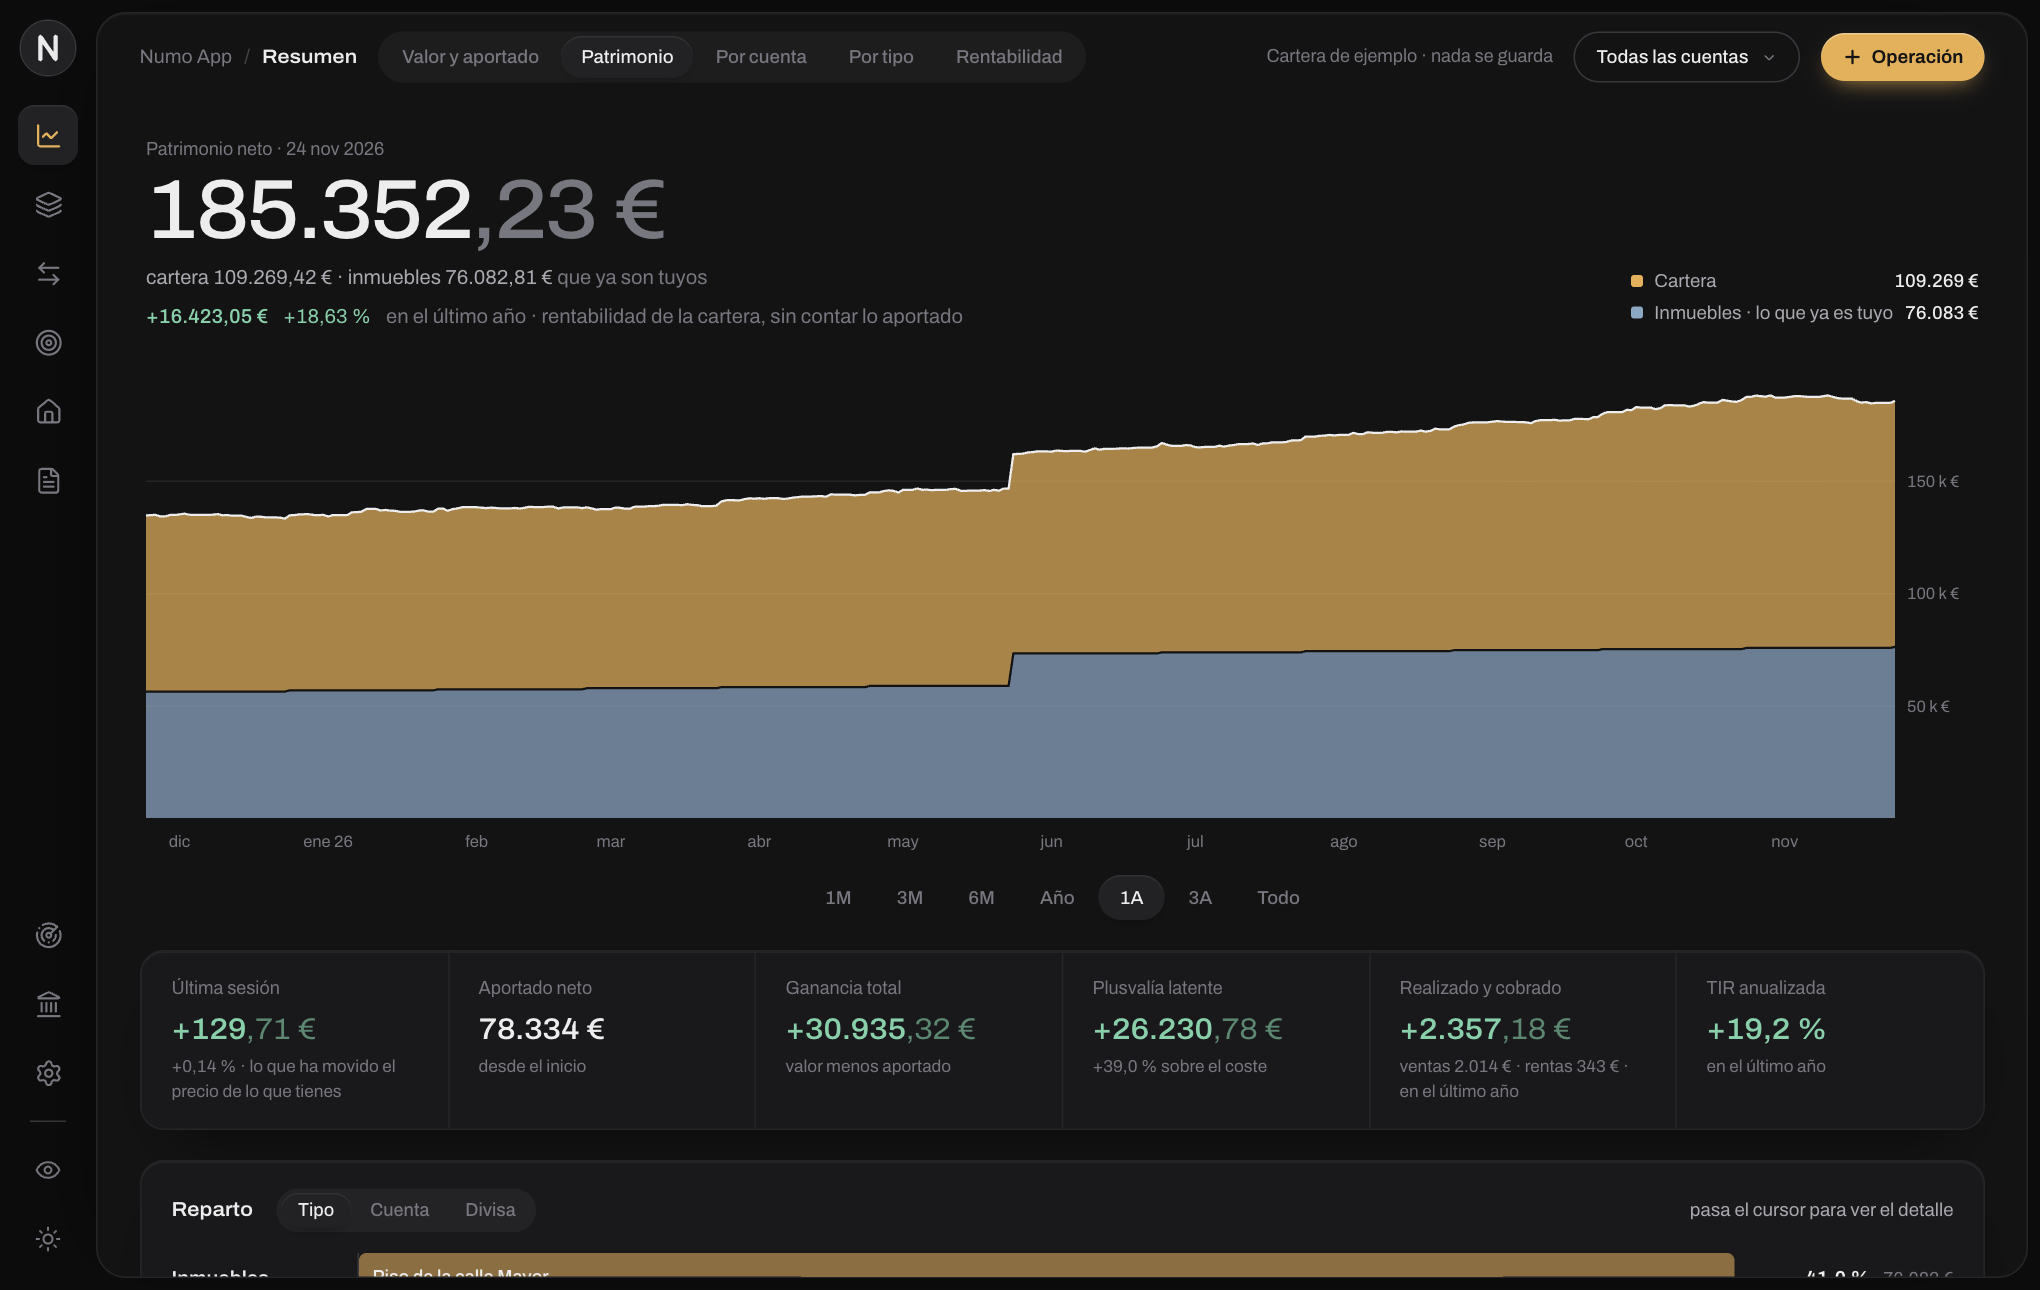 N
Numo App / Resumen
Valor y aportado
Patrimonio
Por cuenta
Por tipo
Rentabilidad
Cartera de ejemplo · nada se guarda
Todas las cuentas
+ Operación
Patrimonio neto · 24 nov 2026
185.352,23 €
cartera 109.269,42 € · inmuebles 76.082,81 € que ya son tuyos
+16.423,05 € +18,63 % en el último año · rentabilidad de la cartera, sin contar lo aportado
Cartera 109.269 €
Inmuebles · lo que ya es tuyo 76.083 €
150 k €
100 k €
50 k €
dic ene 26 feb mar abr may jun jul ago sep oct nov
1M 3M 6M Año 1A 3A Todo
Última sesión
+129,71 €
+0,14 % · lo que ha movido el
precio de lo que tienes
Aportado neto
78.334 €
desde el inicio
Ganancia total
+30.935,32 €
valor menos aportado
Plusvalía latente
+26.230,78 €
+39,0 % sobre el coste
Realizado y cobrado
+2.357,18 €
ventas 2.014 € · rentas 343 € ·
en el último año
TIR anualizada
+19,2 %
en el último año
Reparto
Tipo Cuenta Divisa
pasa el cursor para ver el detalle
Inmuebles
Piso de la calle Mayor